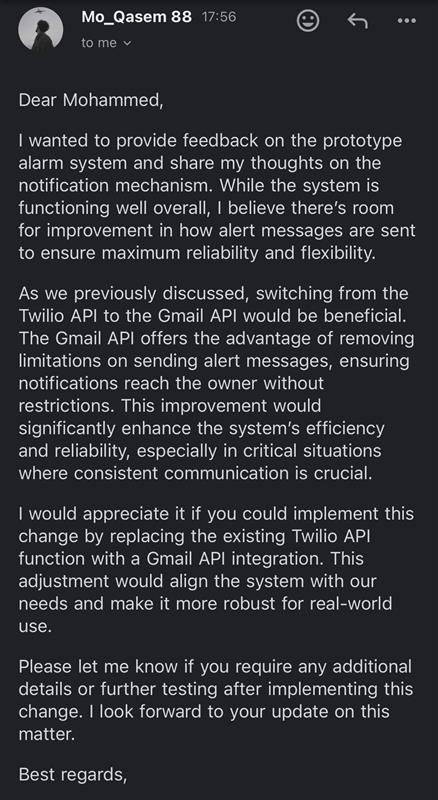 Mo_Qasem 88 17:56
to me
Dear Mohammed,
I wanted to provide feedback on the prototype
alarm system and share my thoughts on the
notification mechanism. While the system is
functioning well overall, I believe there's room
for improvement in how alert messages are sent
to ensure maximum reliability and flexibility.
As we previously discussed, switching from the
Twilio API to the Gmail API would be beneficial.
The Gmail API offers the advantage of removing
limitations on sending alert messages, ensuring
notifications reach the owner without
restrictions. This improvement would
significantly enhance the system's efficiency
and reliability, especially in critical situations
where consistent communication is crucial.
I would appreciate it if you could implement this
change by replacing the existing Twilio API
function with a Gmail API integration. This
adjustment would align the system with our
needs and make it more robust for real-world
use.
Please let me know if you require any additional
details or further testing after implementing this
change. I look forward to your update on this
matter.
Best regards,